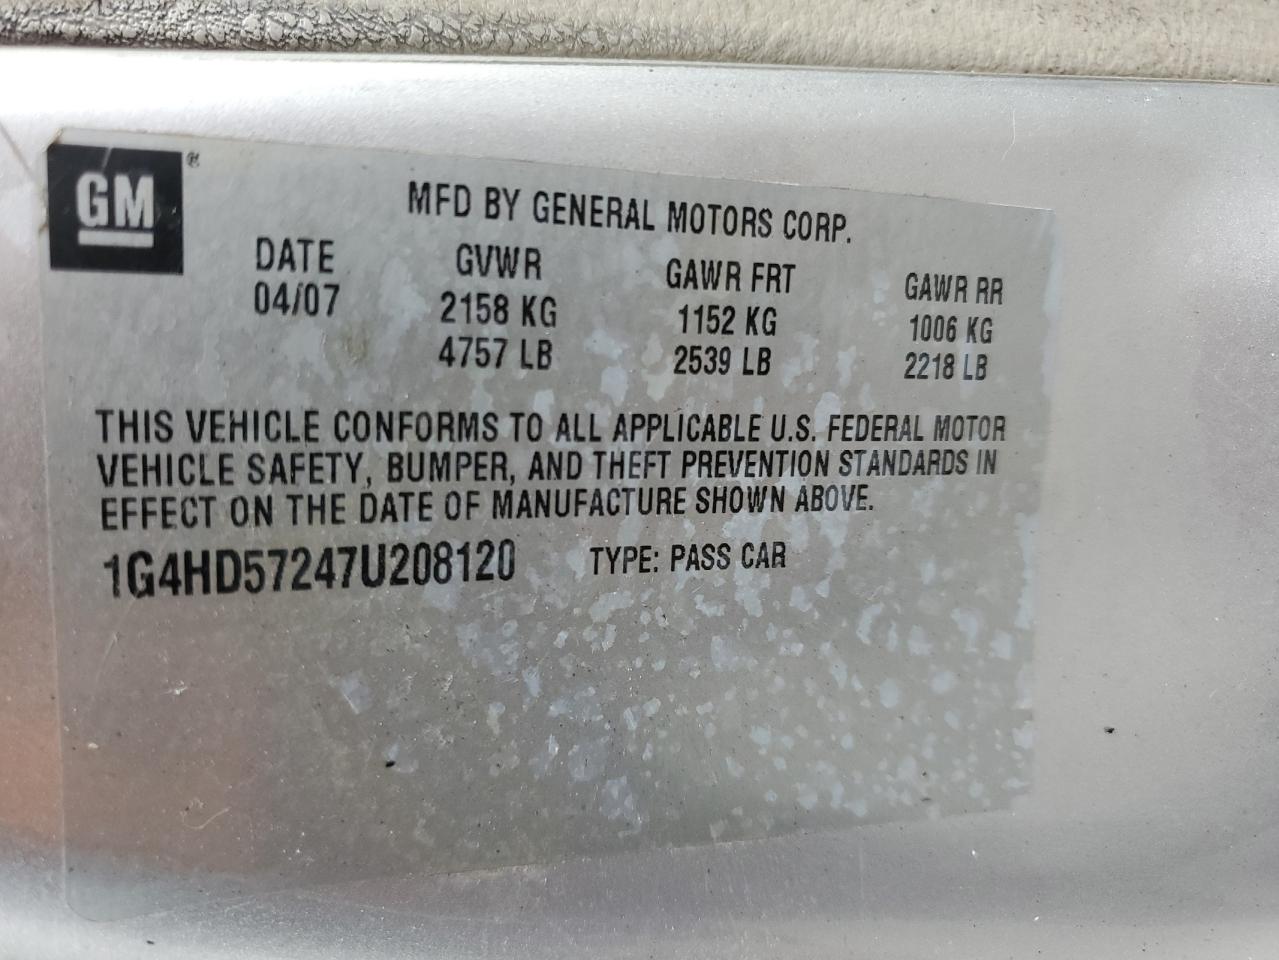 GM®
MFD BY GENERAL MOTORS CORP.
DATE GVWR GAWR FRT GAWR RR
04/07 2158 KG 1152 KG 1006 KG
4757 LB 2539 LB 2218 LB
THIS VEHICLE CONFORMS TO ALL APPLICABLE U.S. FEDERAL MOTOR
VEHICLE SAFETY, BUMPER, AND THEFT PREVENTION STANDARDS IN
EFFECT ON THE DATE OF MANUFACTURE SHOWN ABOVE.
1G4HD57247U208120 TYPE: PASS CAR